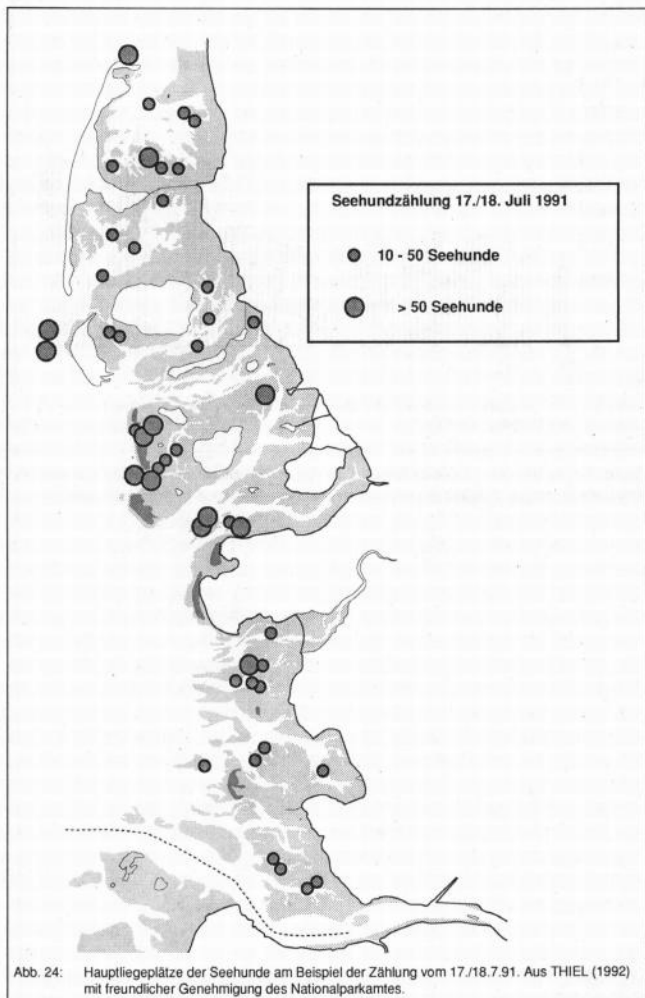 Seehundzählung 17./18. Juli 1991
10 - 50 Seehunde
> 50 Seehunde
Abb. 24: Hauptliegeplätze der Seehunde am Beispiel der Zählung vom 17./18.7.91. Aus THIEL (1992)
mit freundlicher Genehmigung des Nationalparkamtes.